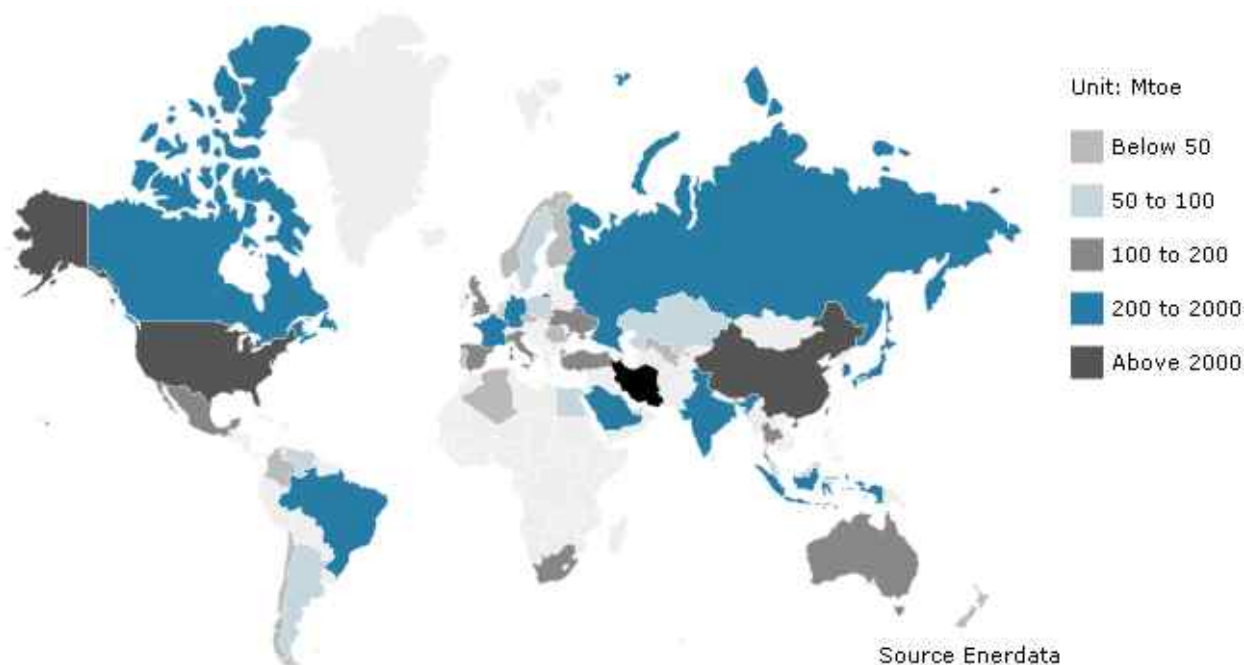 Unit: Mtoe
Below 50
50 to 100
100 to 200
200 to 2000
Above 2000
Source Enerdata